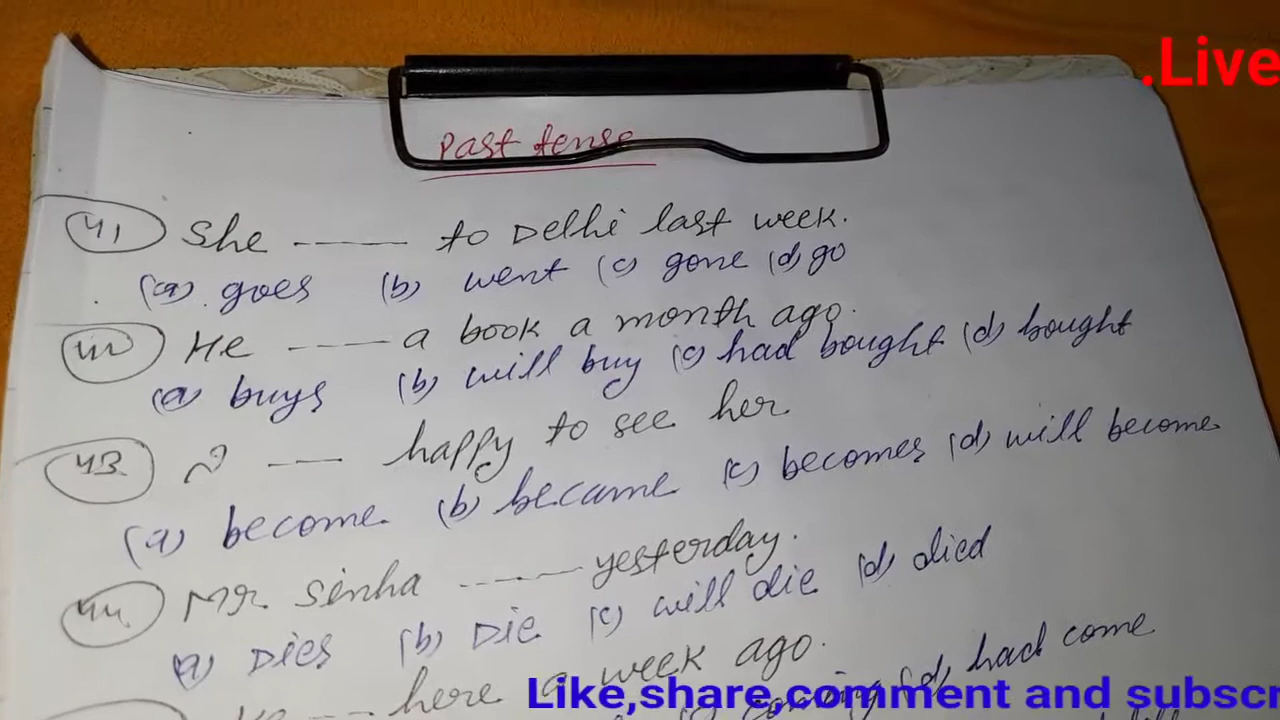 .Live
Past tense
41 She ------ to Delhi last week.
(a) goes (b) went (c) gone (d) go
42 He ------ a book a month ago.
(a) buys (b) will buy (c) had bought (d) bought
43 I ------ happy to see her
(a) become (b) became (c) becomes (d) will become
44 Mr. Sinha ------ yesterday.
(a) Dies (b) Die (c) will die (d) died
---- here a week ago.
coming (d) had come
Like,share,comment and subscr